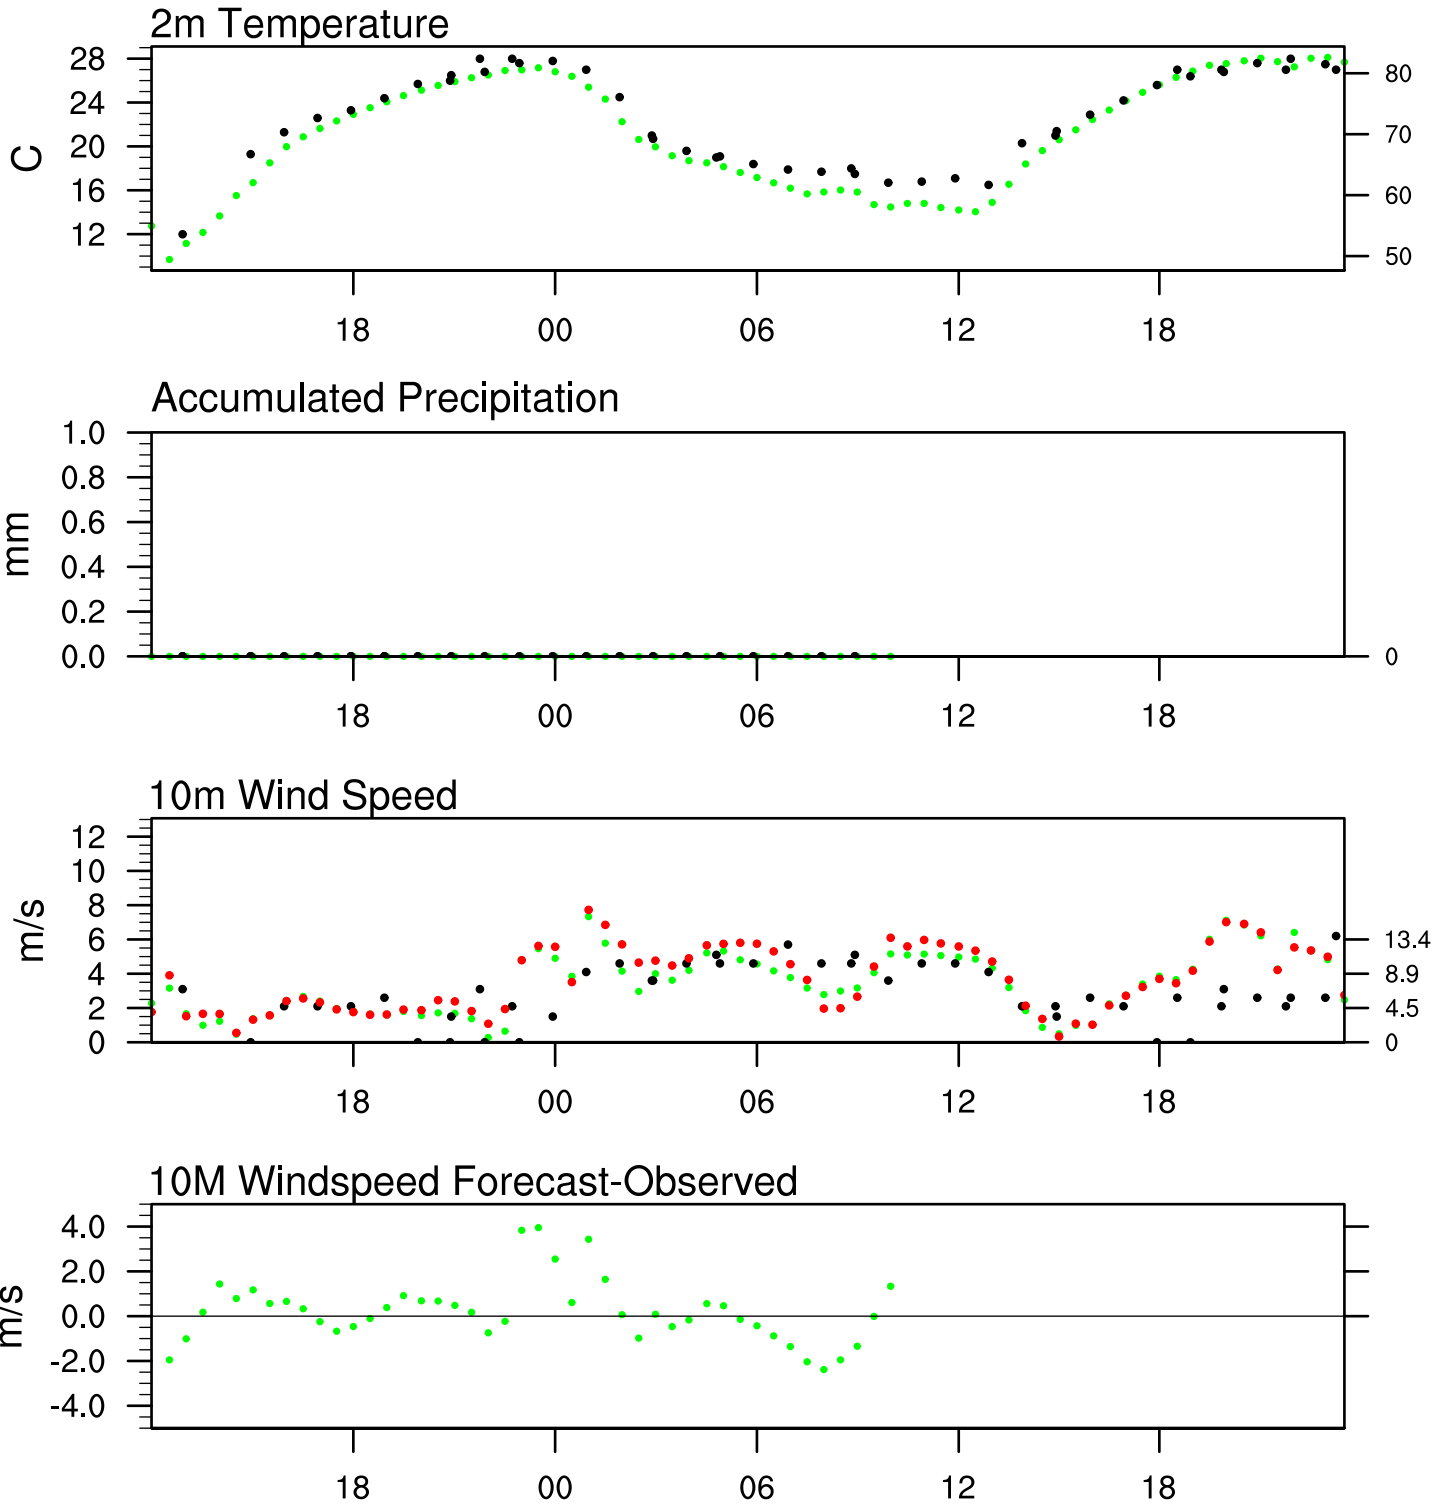 2m Temperature
28
24
20
16
12
C
80
70
60
50
18 00 06 12 18
Accumulated Precipitation
1.0
0.8
0.6
0.4
0.2
0.0
mm
0
18 00 06 12 18
10m Wind Speed
12
10
8
6
4
2
0
m/s
13.4
8.9
4.5
0
18 00 06 12 18
10M Windspeed Forecast-Observed
4.0
2.0
0.0
-2.0
-4.0
m/s
18 00 06 12 18